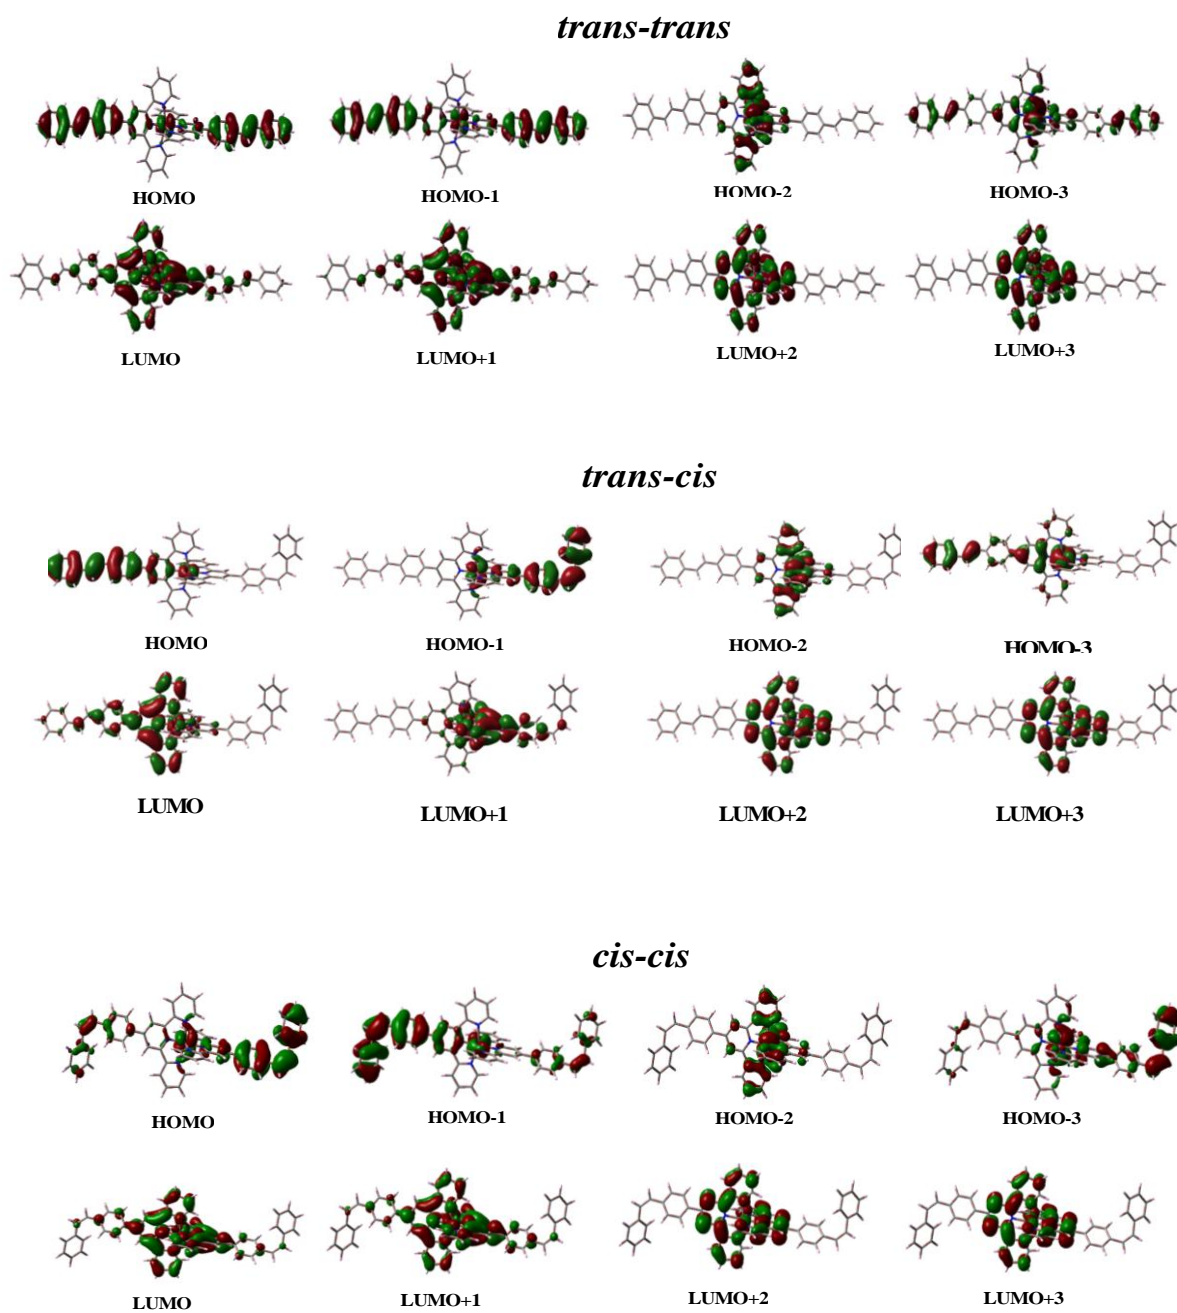 trans-trans
HOMO HOMO-1 HOMO-2 HOMO-3
LUMO LUMO+1 LUMO+2 LUMO+3
trans-cis
HOMO HOMO-1 HOMO-2 HOMO-3
LUMO LUMO+1 LUMO+2 LUMO+3
cis-cis
HOMO HOMO-1 HOMO-2 HOMO-3
LUMO LUMO+1 LUMO+2 LUMO+3